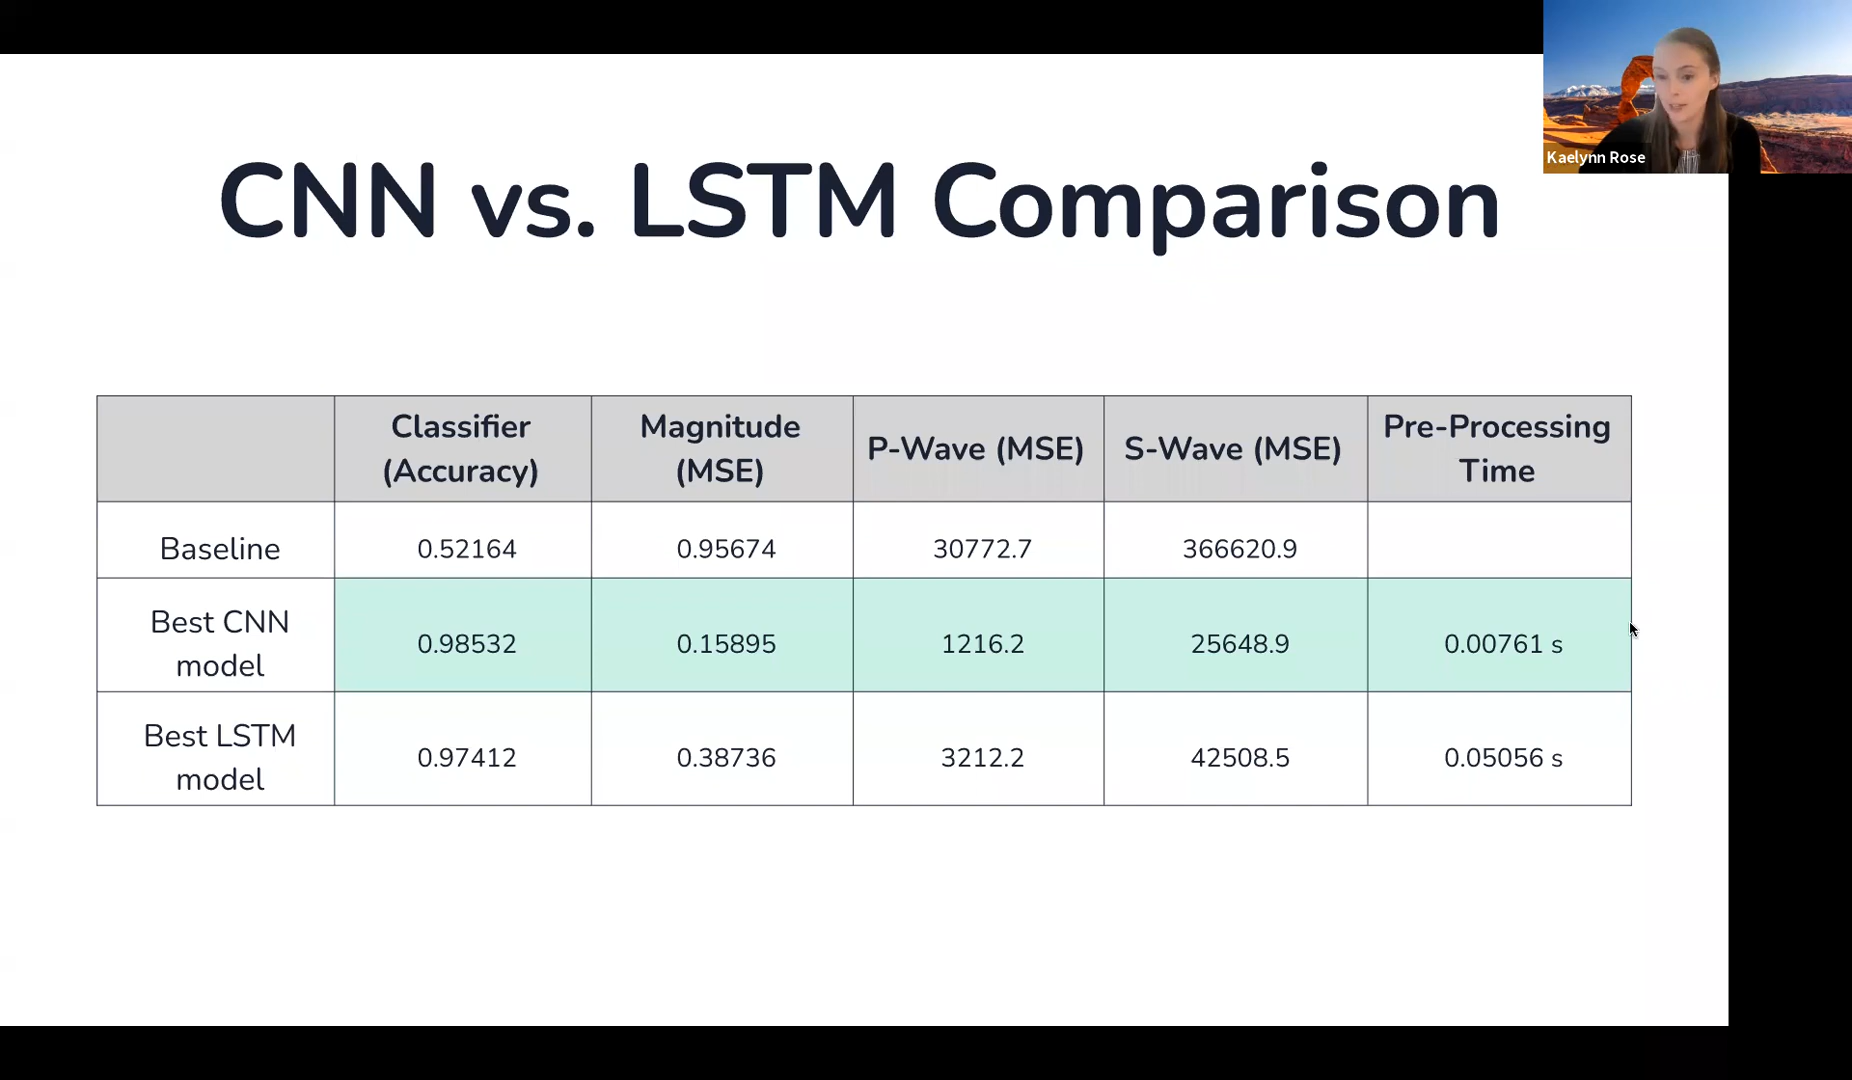 Kaelynn Rose
CNN vs. LSTM Comparison
Classifier
(Accuracy)
Magnitude
(MSE)
P-Wave (MSE)
S-Wave (MSE)
Pre-Processing
Time
Baseline
0.52164
0.95674
30772.7
366620.9
Best CNN
model
0.98532
0.15895
1216.2
25648.9
0.00761 s
Best LSTM
model
0.97412
0.38736
3212.2
42508.5
0.05056 s